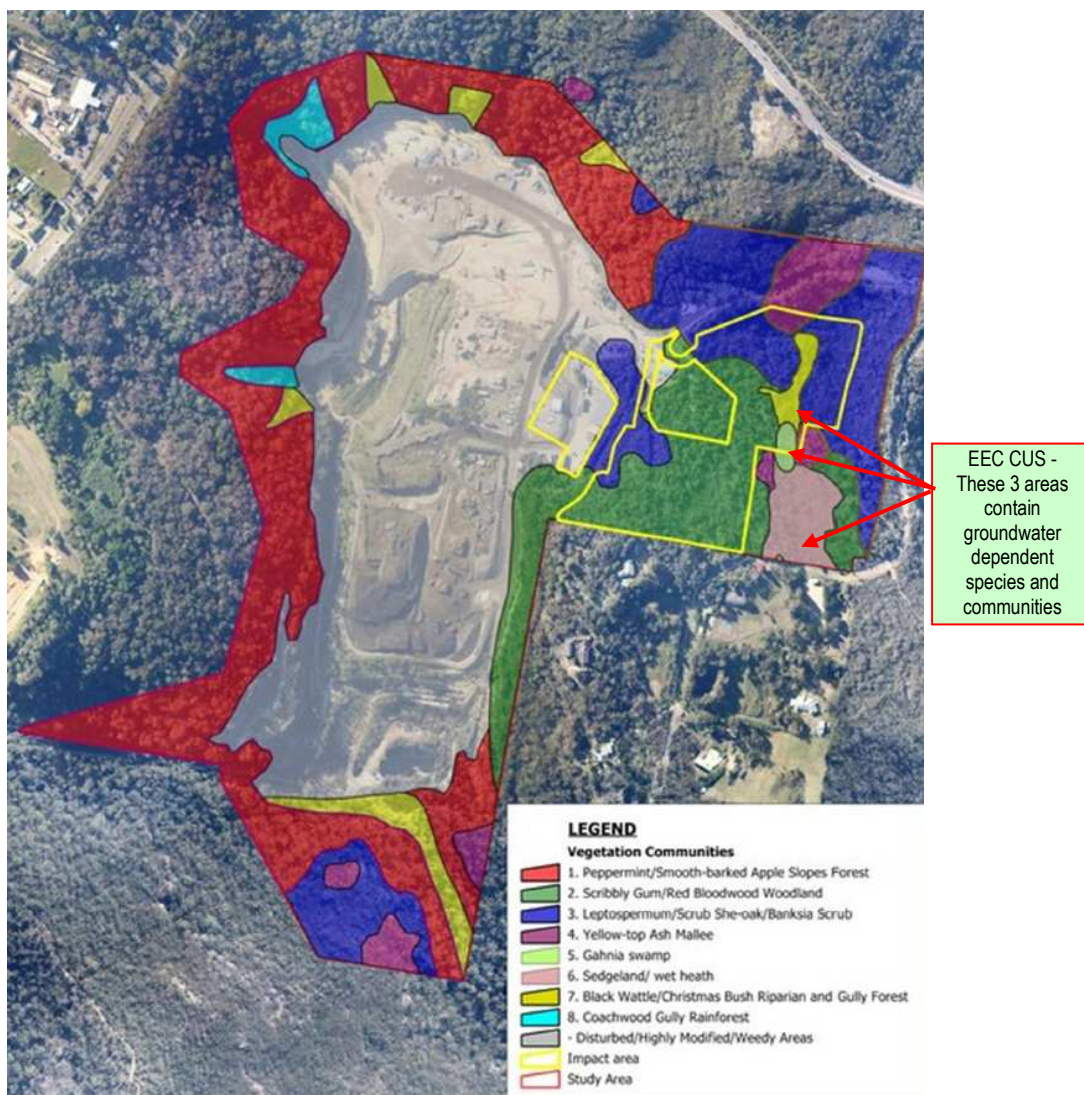 EEC CUS -
These 3 areas
contain
groundwater
dependent
species and
communities
LEGEND
Vegetation Communities
1. Peppermint/Smooth-barked Apple Slopes Forest
2. Scribbly Gum/Red Bloodwood Woodland
3. Leptospermum/Scrub She-oak/Banksia Scrub
4. Yellow-top Ash Mallee
5. Gahnia swamp
6. Sedgeland/ wet heath
7. Black Wattle/Christmas Bush Riparian and Gully Forest
8. Coachwood Gully Rainforest
- Disturbed/Highly Modified/Weedy Areas
Impact area
Study Area